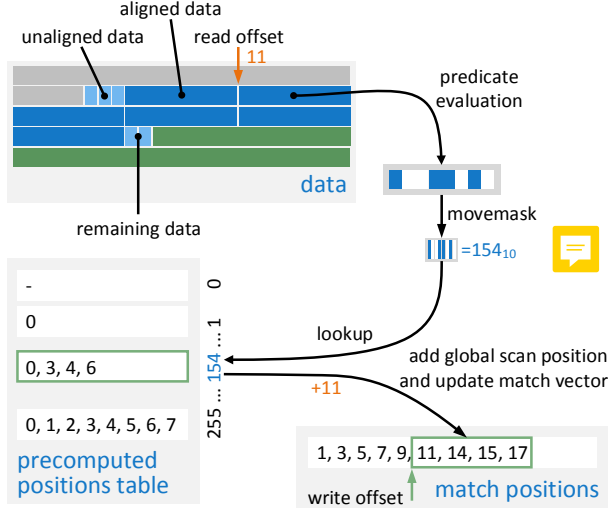 aligned data
unaligned data
read offset
11
predicate
evaluation
data
remaining data
movemask
=154₁₀
-
0
0, 3, 4, 6
0, 1, 2, 3, 4, 5, 6, 7
255 ... 154 ... 1 0
precomputed
positions table
lookup
add global scan position
and update match vector
+11
1, 3, 5, 7, 9, 11, 14, 15, 17
write offset
match positions